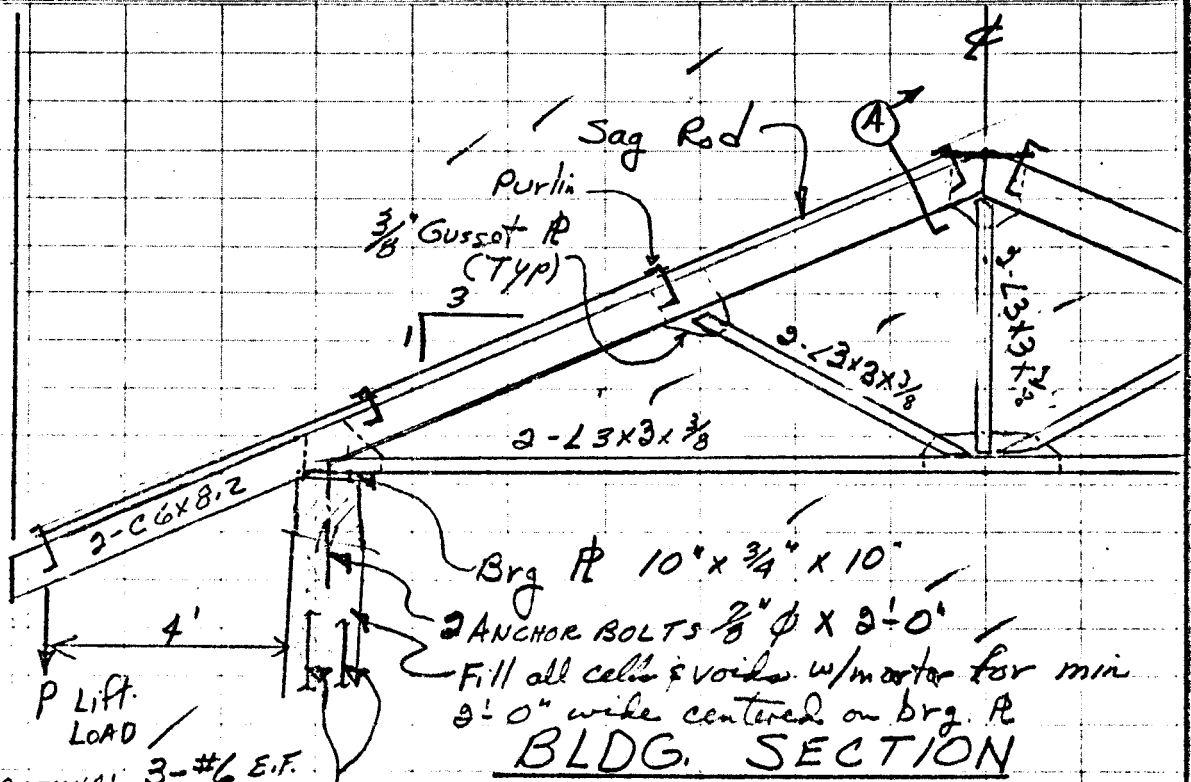 ℄
A
Sag Rod
Purlin
3/8" Gusset ℙL
(Typ)
3
1
2-L3x3x3/8
2-L3x3x3/8
2-L3x3x3/8
2-C6x8.2
Brg ℙL 10" x 3/4" x 10"
2 ANCHOR BOLTS 7/8" φ x 2'-0"
Fill all cells & voids w/mortar for min
2'-0" wide centered on brg. ℙL
4'
P Lift.
LOAD
BLDG. SECTION
3-#6 E.F.